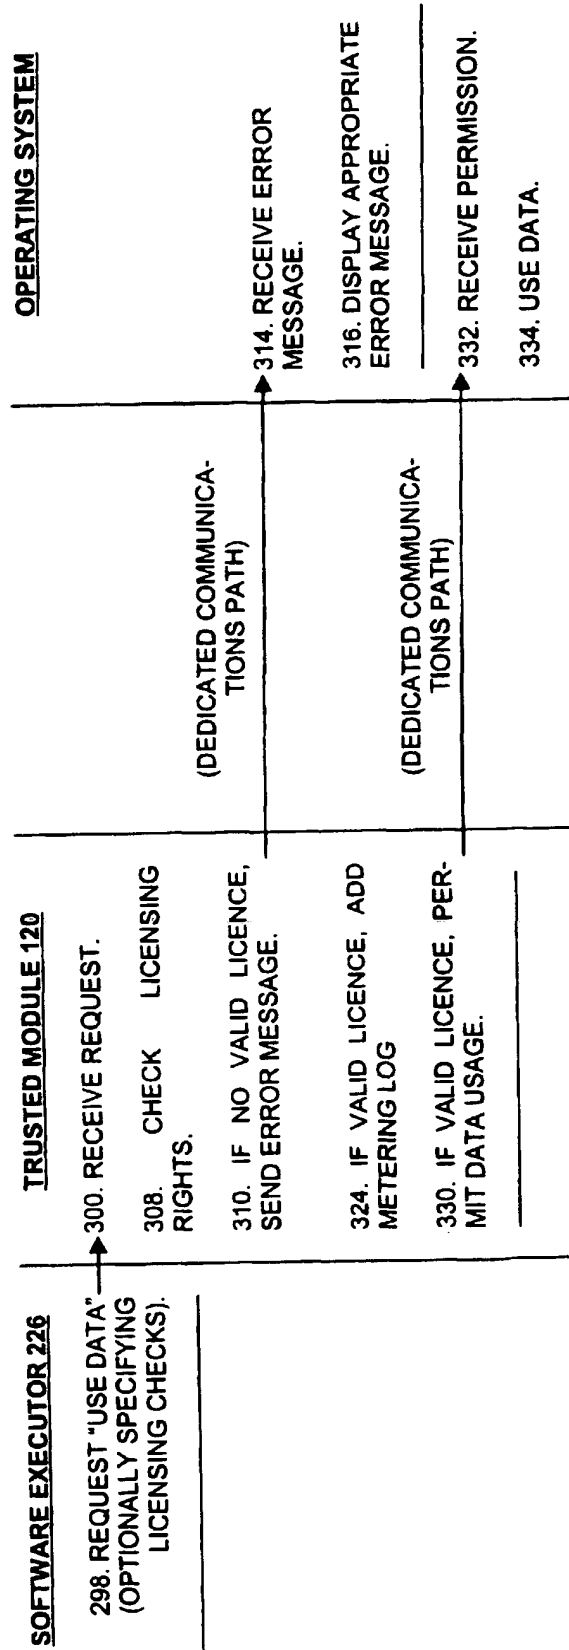 SOFTWARE EXECUTOR 226
298. REQUEST "USE DATA"
(OPTIONALLY SPECIFYING
LICENSING CHECKS).
TRUSTED MODULE 120
300. RECEIVE REQUEST.
308. CHECK LICENSING
RIGHTS.
310. IF NO VALID LICENCE,
SEND ERROR MESSAGE.
324. IF VALID LICENCE, ADD
METERING LOG
330. IF VALID LICENCE, PER-
MIT DATA USAGE.
(DEDICATED COMMUNICA-
TIONS PATH)
(DEDICATED COMMUNICA-
TIONS PATH)
OPERATING SYSTEM
314. RECEIVE ERROR
MESSAGE.
316. DISPLAY APPROPRIATE
ERROR MESSAGE.
332. RECEIVE PERMISSION.
334. USE DATA.